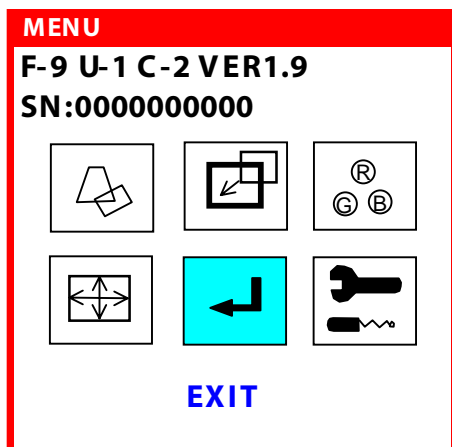 MENU
F-9 U-1 C-2 VER1.9
SN:0000000000
R
G B
EXIT